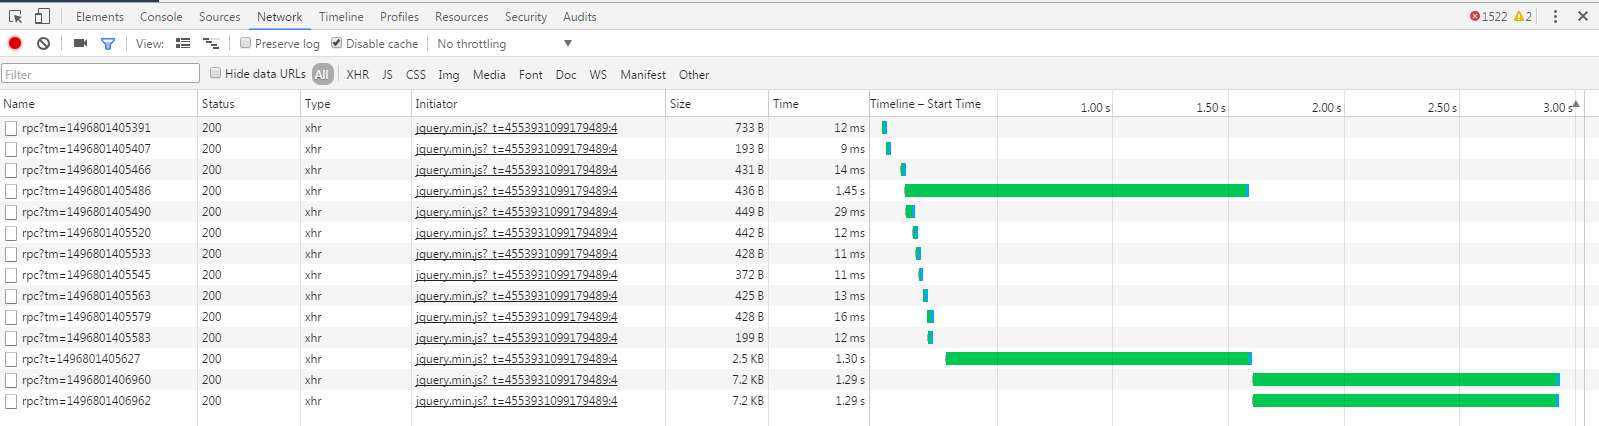 Elements Console Sources Network Timeline Profiles Resources Security Audits 1522 2
View: Preserve log Disable cache No throttling
Filter Hide data URLs All XHR JS CSS Img Media Font Doc WS Manifest Other
Name Status Type Initiator Size Time Timeline – Start Time 1.00 s 1.50 s 2.00 s 2.50 s 3.00 s
rpc?tm=1496801405391 200 xhr jquery.min.js?_t=4553931099179489:4 733 B 12 ms
rpc?tm=1496801405407 200 xhr jquery.min.js?_t=4553931099179489:4 193 B 9 ms
rpc?tm=1496801405466 200 xhr jquery.min.js?_t=4553931099179489:4 431 B 14 ms
rpc?tm=1496801405486 200 xhr jquery.min.js?_t=4553931099179489:4 436 B 1.45 s
rpc?tm=1496801405490 200 xhr jquery.min.js?_t=4553931099179489:4 449 B 29 ms
rpc?tm=1496801405520 200 xhr jquery.min.js?_t=4553931099179489:4 442 B 12 ms
rpc?tm=1496801405533 200 xhr jquery.min.js?_t=4553931099179489:4 428 B 11 ms
rpc?tm=1496801405545 200 xhr jquery.min.js?_t=4553931099179489:4 372 B 11 ms
rpc?tm=1496801405563 200 xhr jquery.min.js?_t=4553931099179489:4 425 B 13 ms
rpc?tm=1496801405579 200 xhr jquery.min.js?_t=4553931099179489:4 428 B 16 ms
rpc?tm=1496801405583 200 xhr jquery.min.js?_t=4553931099179489:4 199 B 12 ms
rpc?t=1496801405627 200 xhr jquery.min.js?_t=4553931099179489:4 2.5 KB 1.30 s
rpc?tm=1496801406960 200 xhr jquery.min.js?_t=4553931099179489:4 7.2 KB 1.29 s
rpc?tm=1496801406962 200 xhr jquery.min.js?_t=4553931099179489:4 7.2 KB 1.29 s